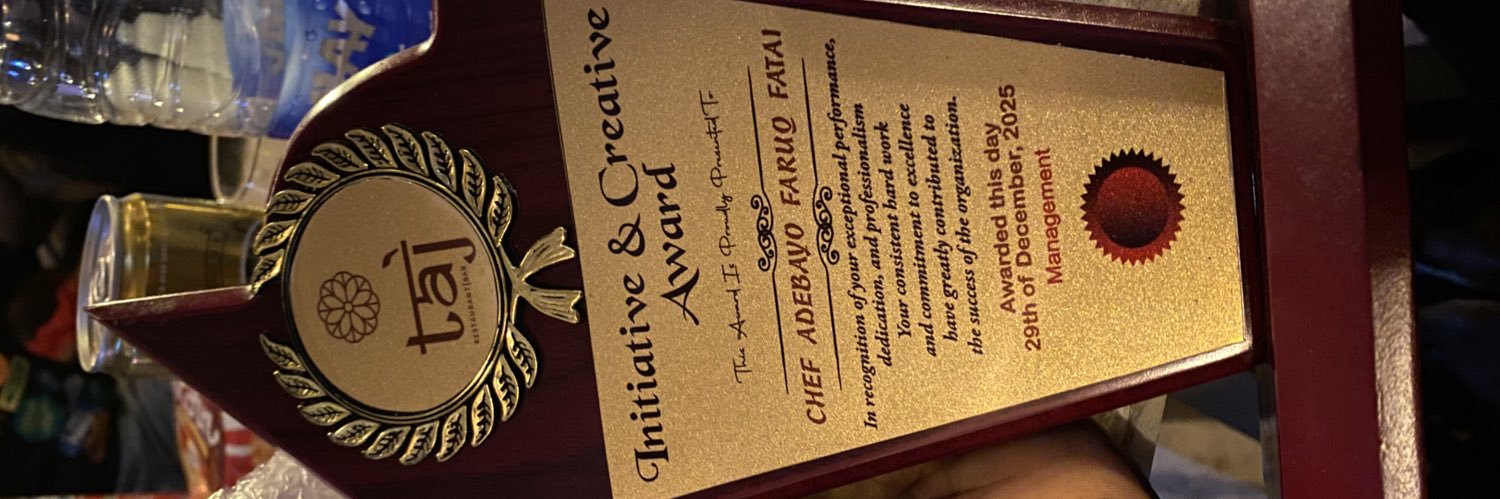 tāj
RESTAURANT|BAR
Initiative & Creative
Award
The Award Is Proudly Presented To
CHEF ADEBAYO FARUQ FATAI
In recognition of your exceptional performance,
dedication, and professionalism
Your consistent hard work
and commitment to excellence
have greatly contributed to
the success of the organization.
Awarded this day
29th of December, 2025
Management